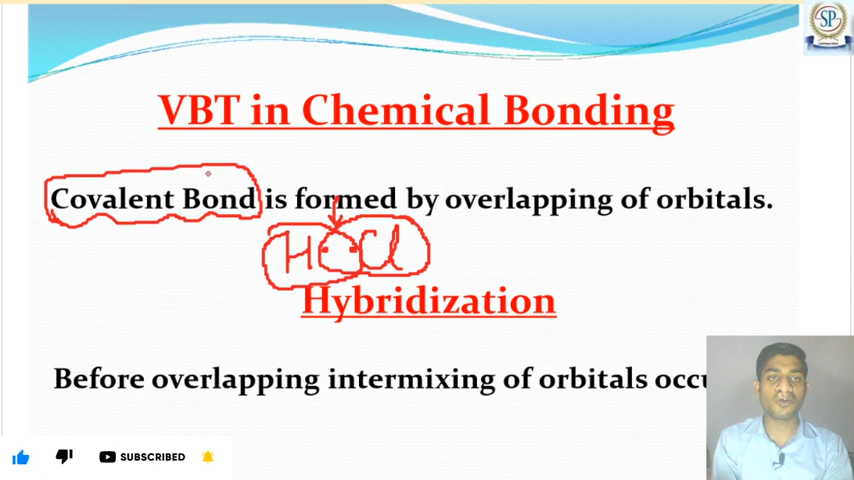 SP
VBT in Chemical Bonding
Covalent Bond is formed by overlapping of orbitals.
H Cl
Hybridization
Before overlapping intermixing of orbitals occu
SUBSCRIBED